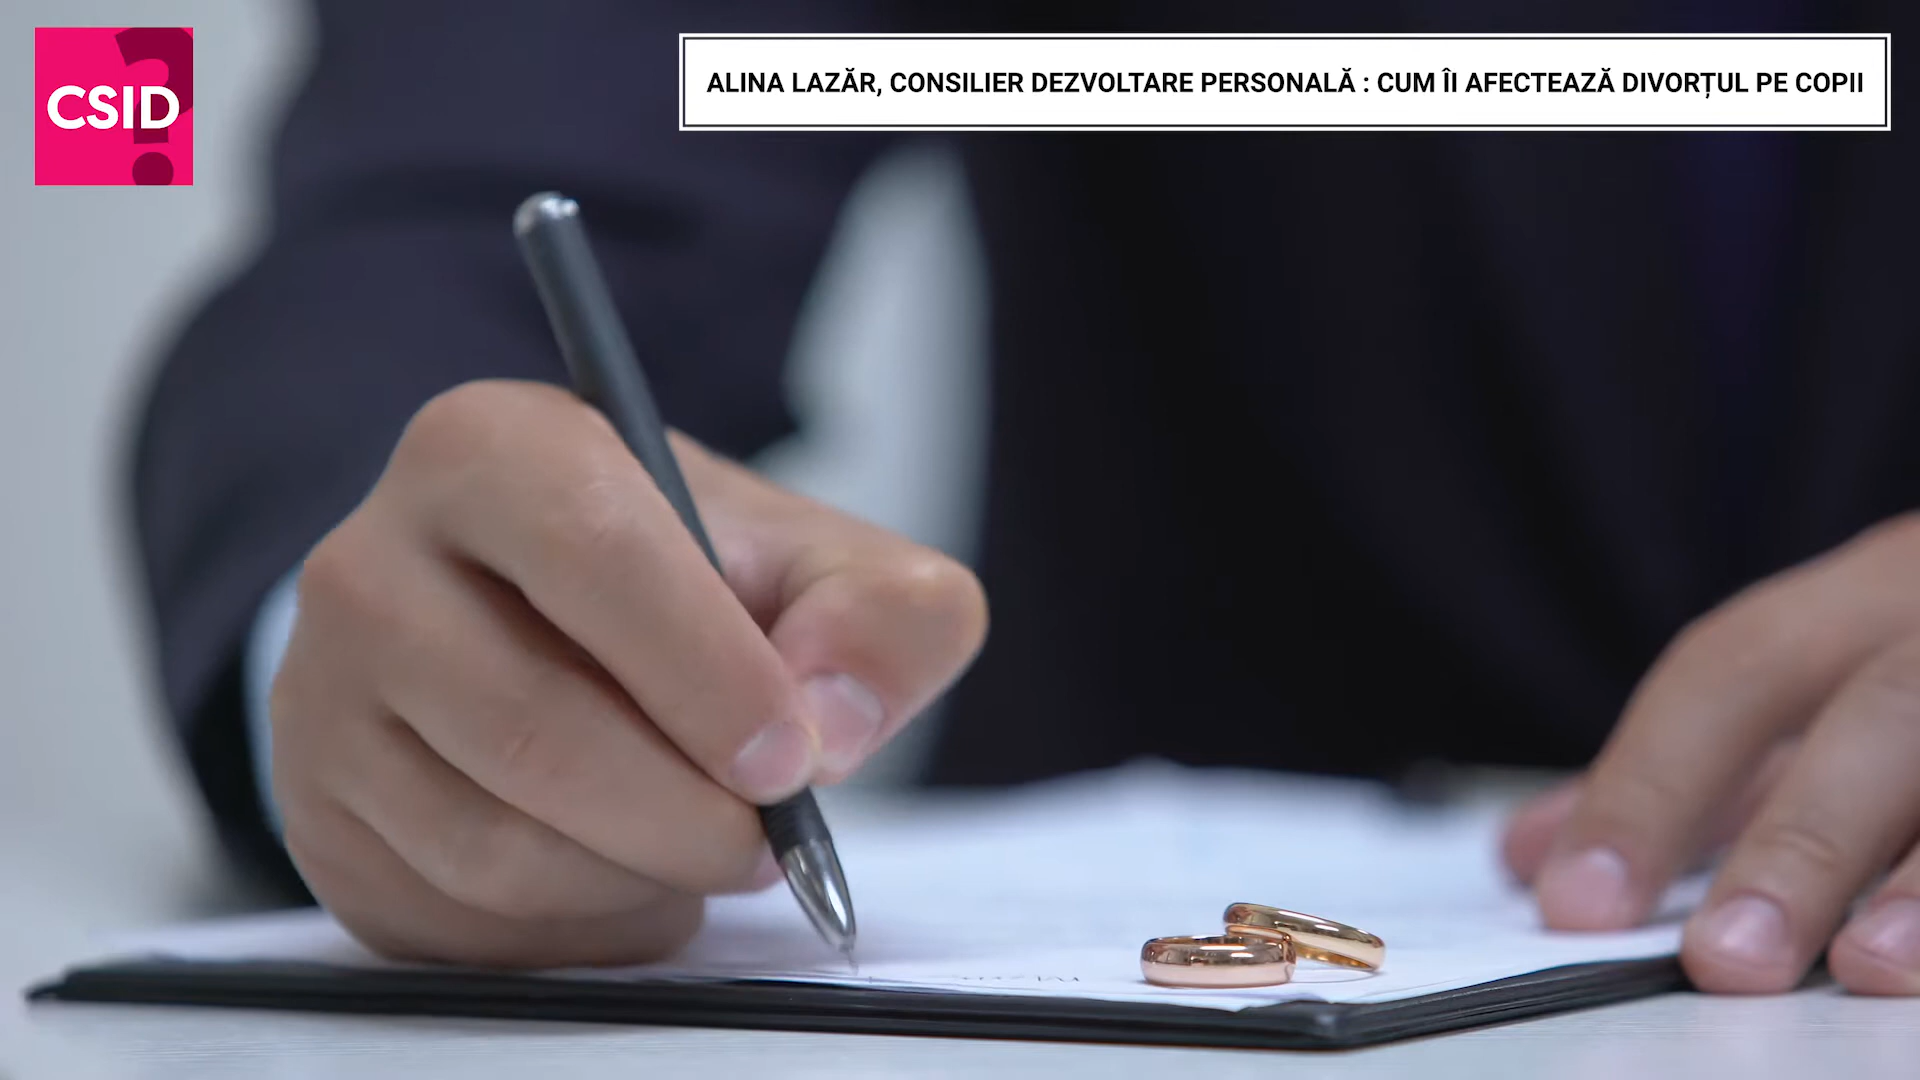 CSID
ALINA LAZĂR, CONSILIER DEZVOLTARE PERSONALĂ : CUM ÎI AFECTEAZĂ DIVORȚUL PE COPII